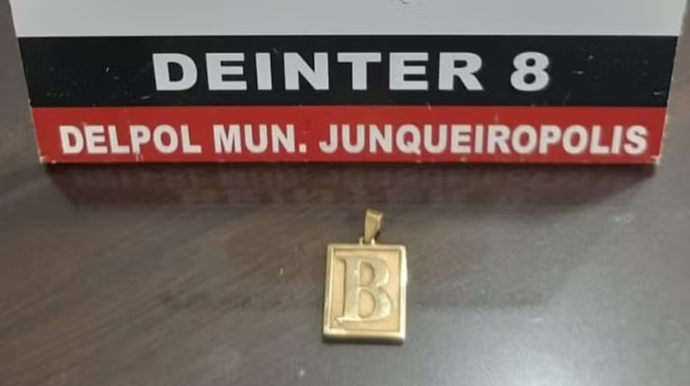 DEINTER 8
DELPOL MUN. JUNQUEIROPOLIS
B